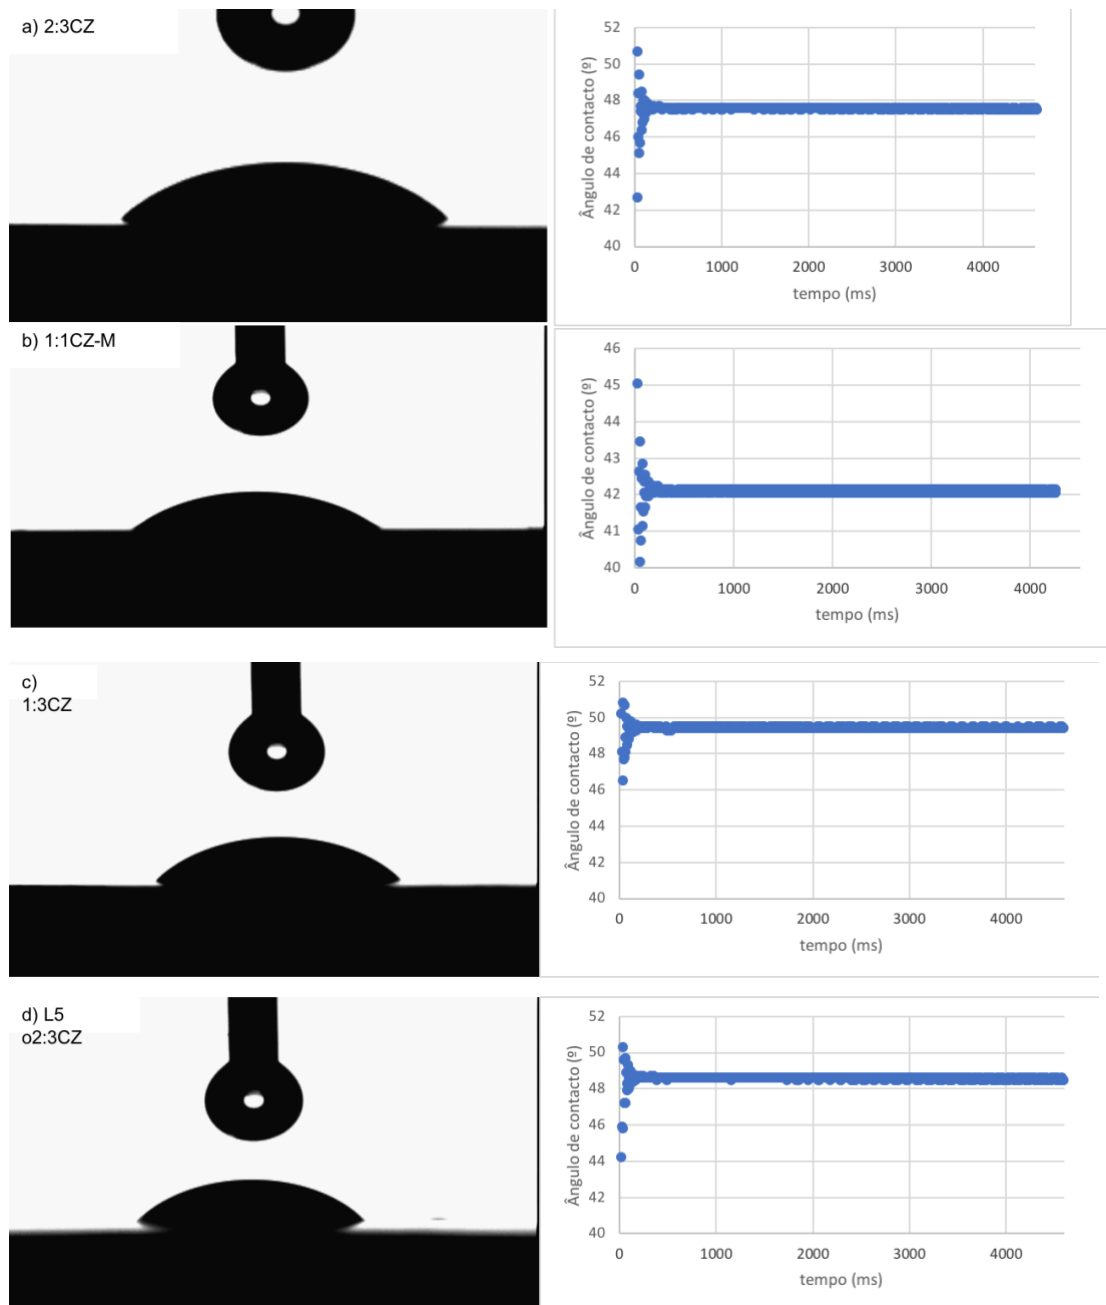 a) 2:3CZ
52
50
48
46
44
42
40
Ângulo de contacto (º)
0 1000 2000 3000 4000
tempo (ms)
b) 1:1CZ-M
46
45
44
43
42
41
40
Ângulo de contacto (º)
0 1000 2000 3000 4000
tempo (ms)
c)
1:3CZ
52
50
48
46
44
42
40
Ângulo de contacto (º)
0 1000 2000 3000 4000
tempo (ms)
d) L5
o2:3CZ
52
50
48
46
44
42
40
Ângulo de contacto (º)
0 1000 2000 3000 4000
tempo (ms)